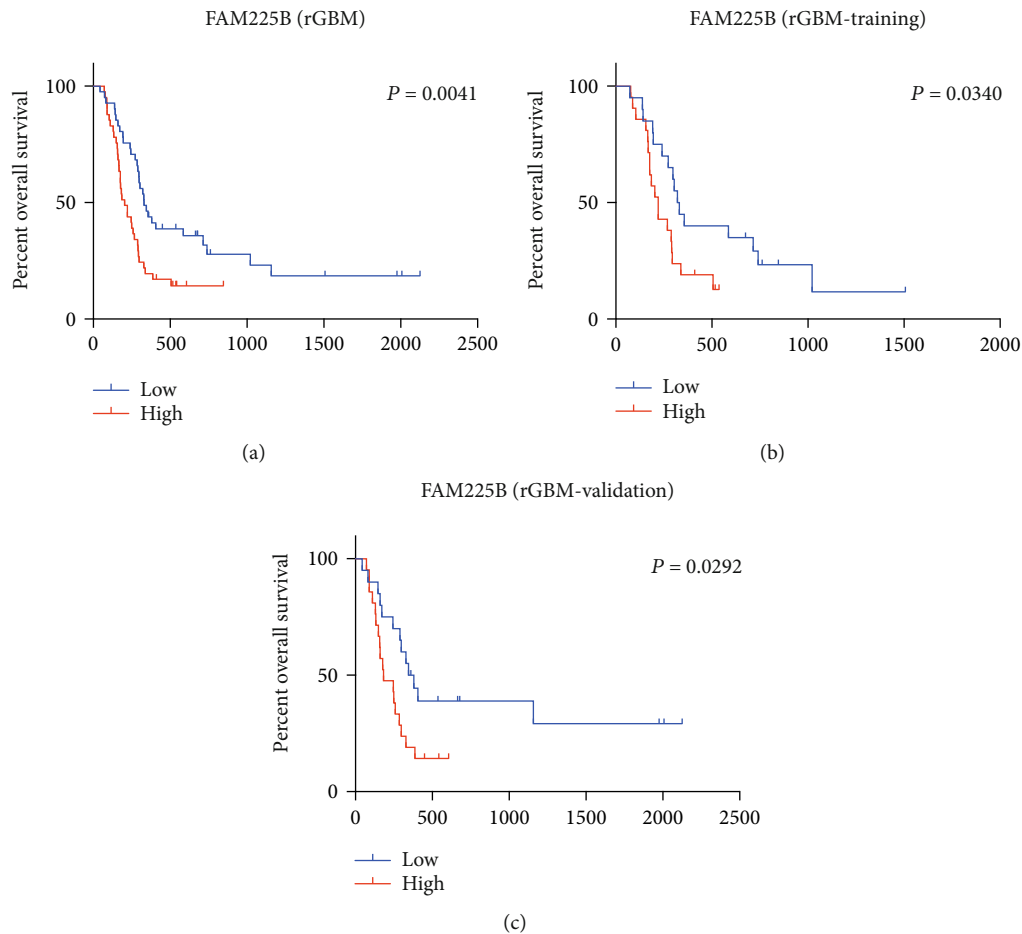 FAM225B (rGBM)
Percent overall survival
100
50
0
P = 0.0041
0 500 1000 1500 2000 2500
Low
High
(a)
FAM225B (rGBM-training)
Percent overall survival
100
50
0
P = 0.0340
0 500 1000 1500 2000
Low
High
(b)
FAM225B (rGBM-validation)
Percent overall survival
100
50
0
P = 0.0292
0 500 1000 1500 2000 2500
Low
High
(c)